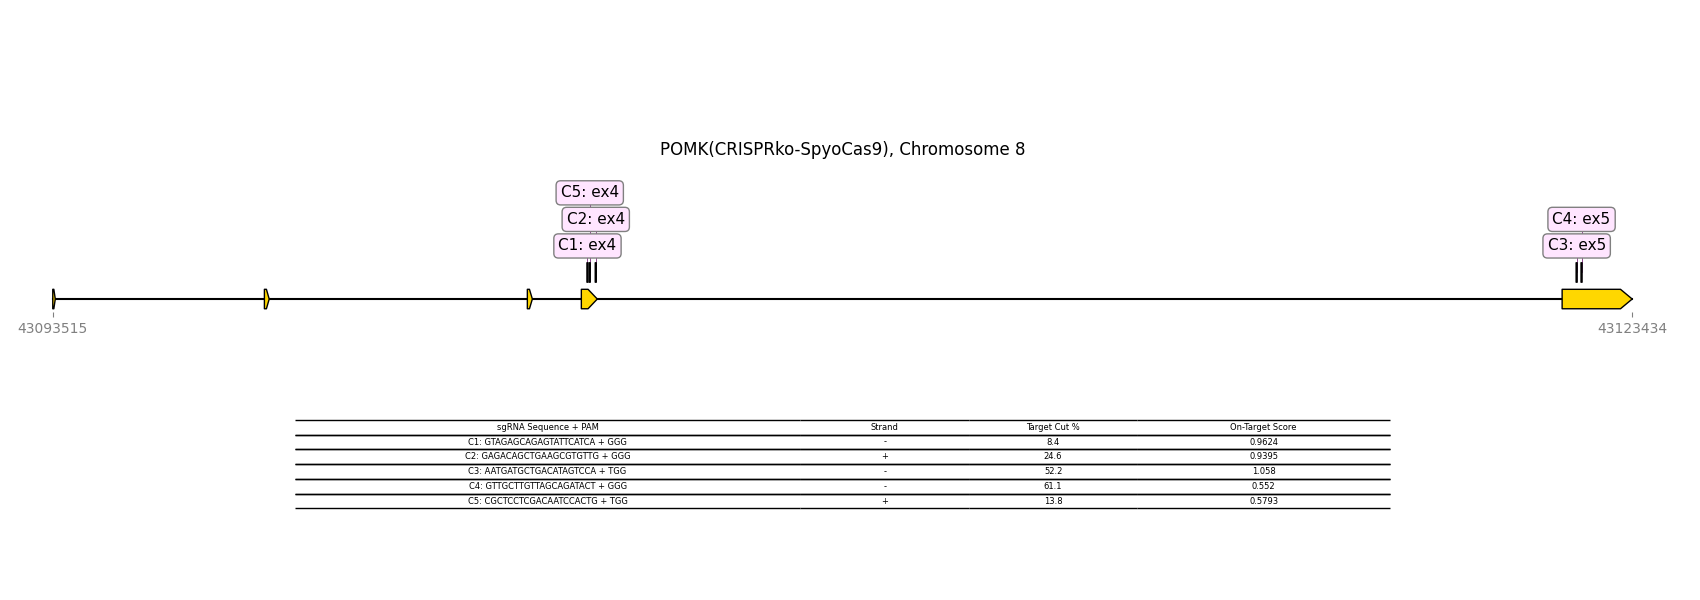 POMK(CRISPRko-SpyoCas9), Chromosome 8
C5: ex4
C2: ex4
C4: ex5
C1: ex4
C3: ex5
43093515
43123434
sgRNA Sequence + PAM Strand Target Cut % On-Target Score
C1: GTAGAGCAGAGTATTCATCA + GGG - 8.4 0.9624
C2: GAGACAGCTGAAGCGTGTTG + GGG + 24.6 0.9395
C3: AATGATGCTGACATAGTCCA + TGG - 52.2 1.058
C4: GTTGCTTGTTAGCAGATACT + GGG - 61.1 0.552
C5: CGCTCCTCGACAATCCACTG + TGG + 13.8 0.5793